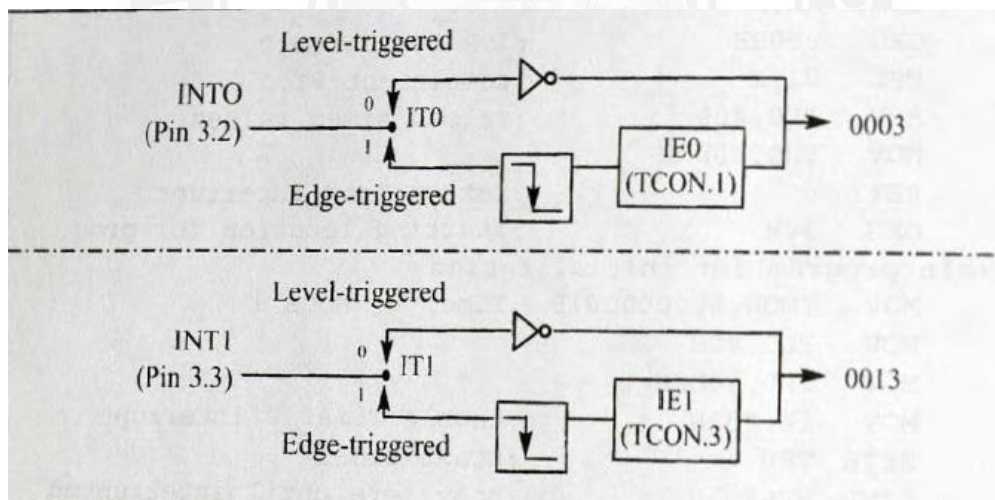 Level-triggered
INTO
(Pin 3.2)
0
IT0
1
0003
IE0
(TCON.1)
Edge-triggered
Level-triggered
INT1
(Pin 3.3)
0
IT1
1
0013
IE1
(TCON.3)
Edge-triggered